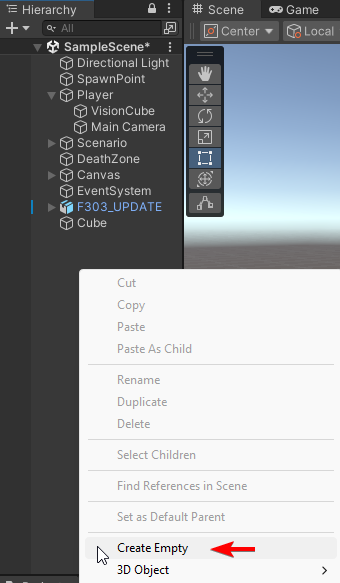 Hierarchy
Scene
Game
All
Center
Local
SampleScene*
Directional Light
SpawnPoint
Player
VisionCube
Main Camera
Scenario
DeathZone
Canvas
EventSystem
F303_UPDATE
Cube
Cut
Copy
Paste
Paste As Child
Rename
Duplicate
Delete
Select Children
Find References in Scene
Set as Default Parent
Create Empty
3D Object